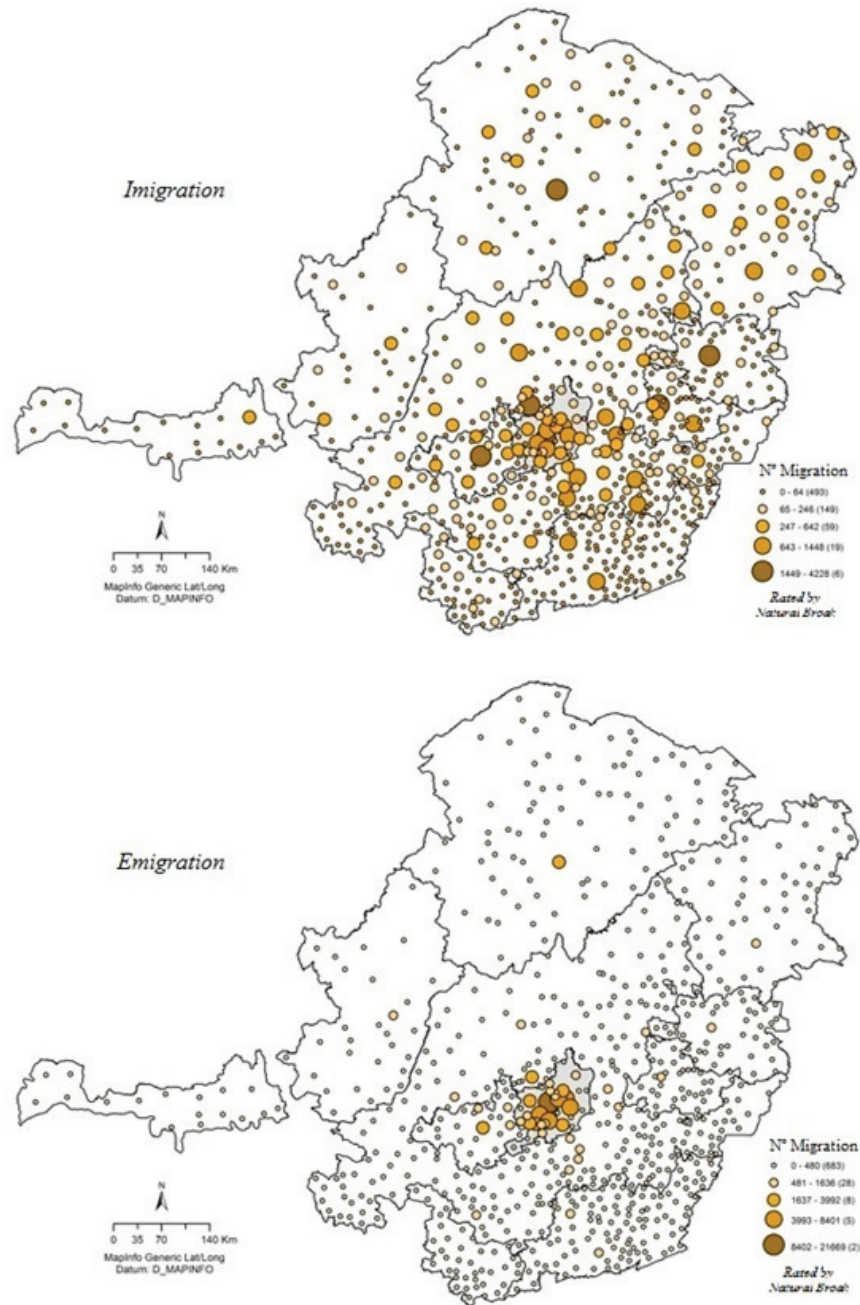 Imigration
Nº Migration
0 - 64 (493)
65 - 246 (149)
247 - 642 (59)
643 - 1448 (19)
1449 - 4228 (6)
Rated by
Natural Break
N
0 35 70 140 Km
MapInfo Generic Lat/Long
Datum: D_MAPINFO
Emigration
Nº Migration
0 - 480 (683)
481 - 1636 (28)
1637 - 3992 (8)
3993 - 8401 (5)
8402 - 21669 (2)
Rated by
Natural Break
N
0 35 70 140 Km
MapInfo Generic Lat/Long
Datum: D_MAPINFO